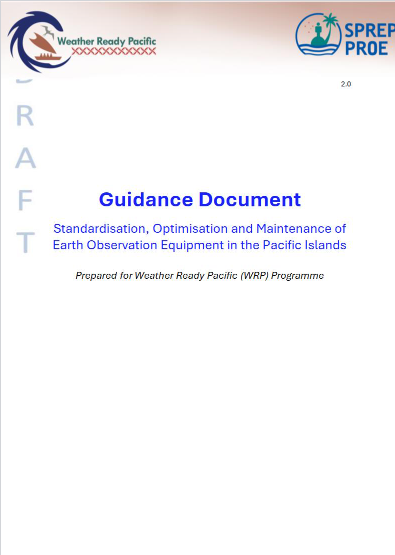 Weather Ready Pacific
SPREP
PROE
2.0
D
R
A
F
T
Guidance Document
Standardisation, Optimisation and Maintenance of
Earth Observation Equipment in the Pacific Islands
Prepared for Weather Ready Pacific (WRP) Programme